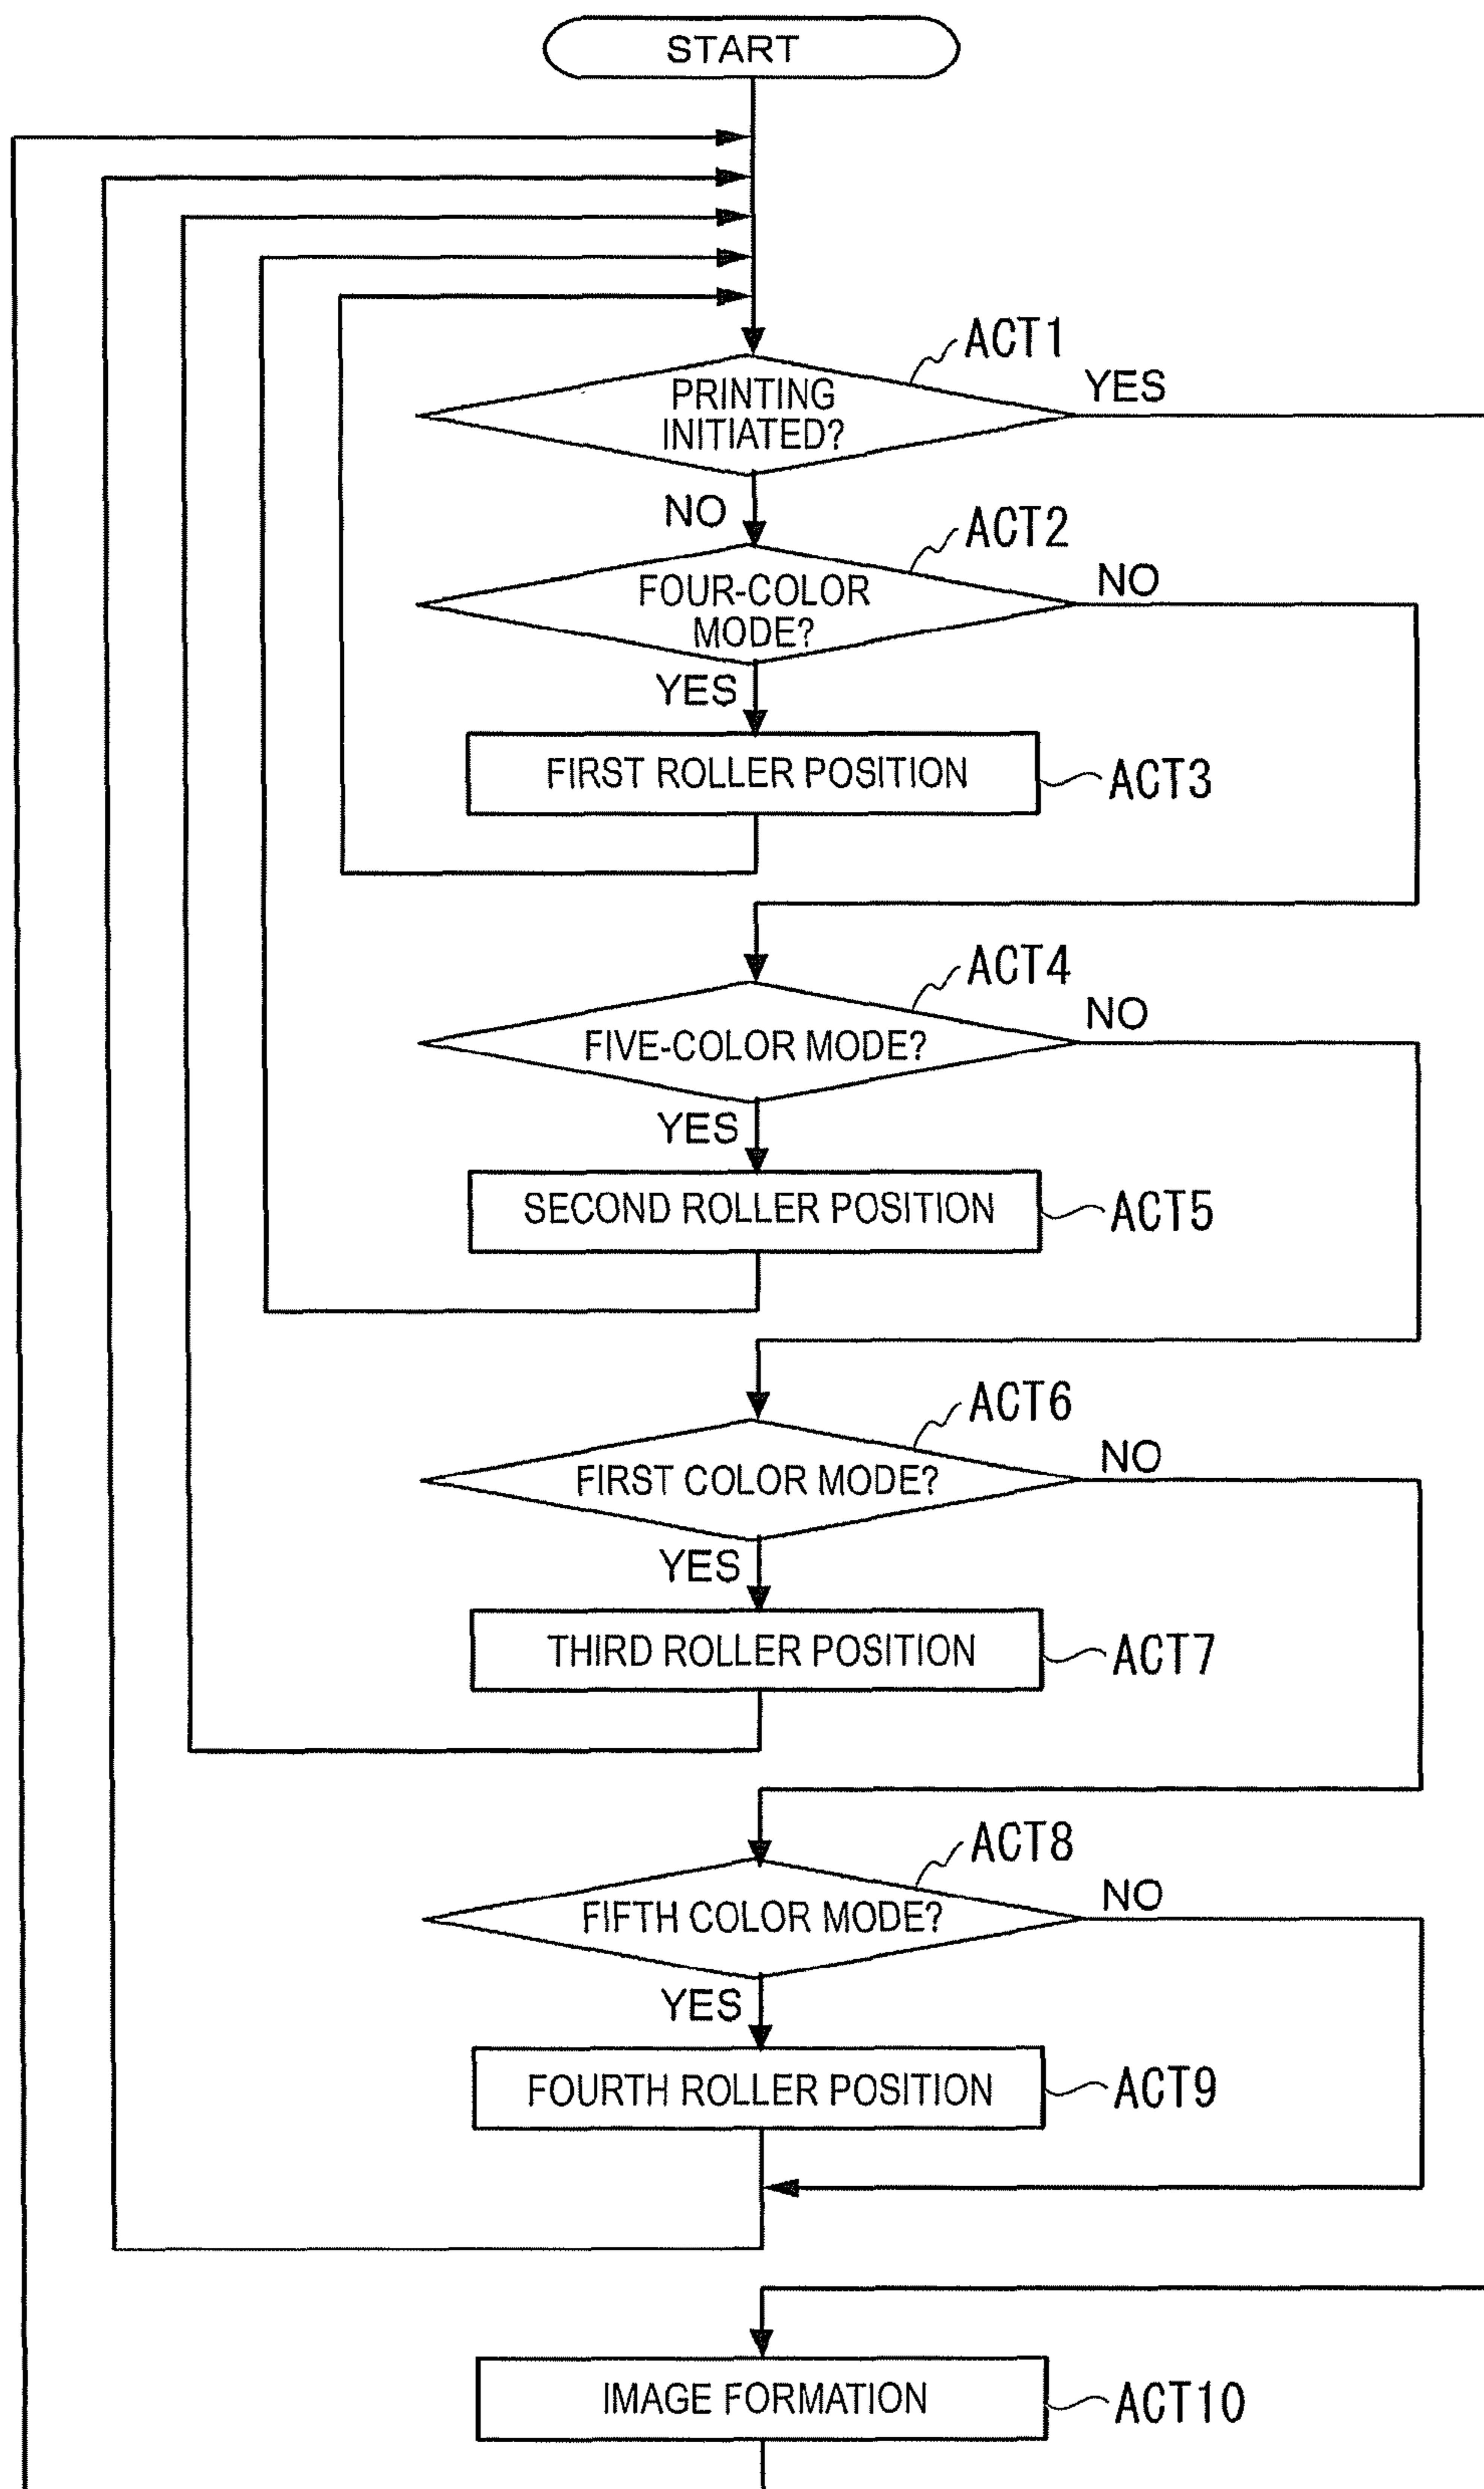 START
ACT1
PRINTING
INITIATED?
YES
NO
ACT2
FOUR-COLOR
MODE?
NO
YES
FIRST ROLLER POSITION
ACT3
ACT4
FIVE-COLOR MODE?
NO
YES
SECOND ROLLER POSITION
ACT5
ACT6
FIRST COLOR MODE?
NO
YES
THIRD ROLLER POSITION
ACT7
ACT8
FIFTH COLOR MODE?
NO
YES
FOURTH ROLLER POSITION
ACT9
IMAGE FORMATION
ACT10